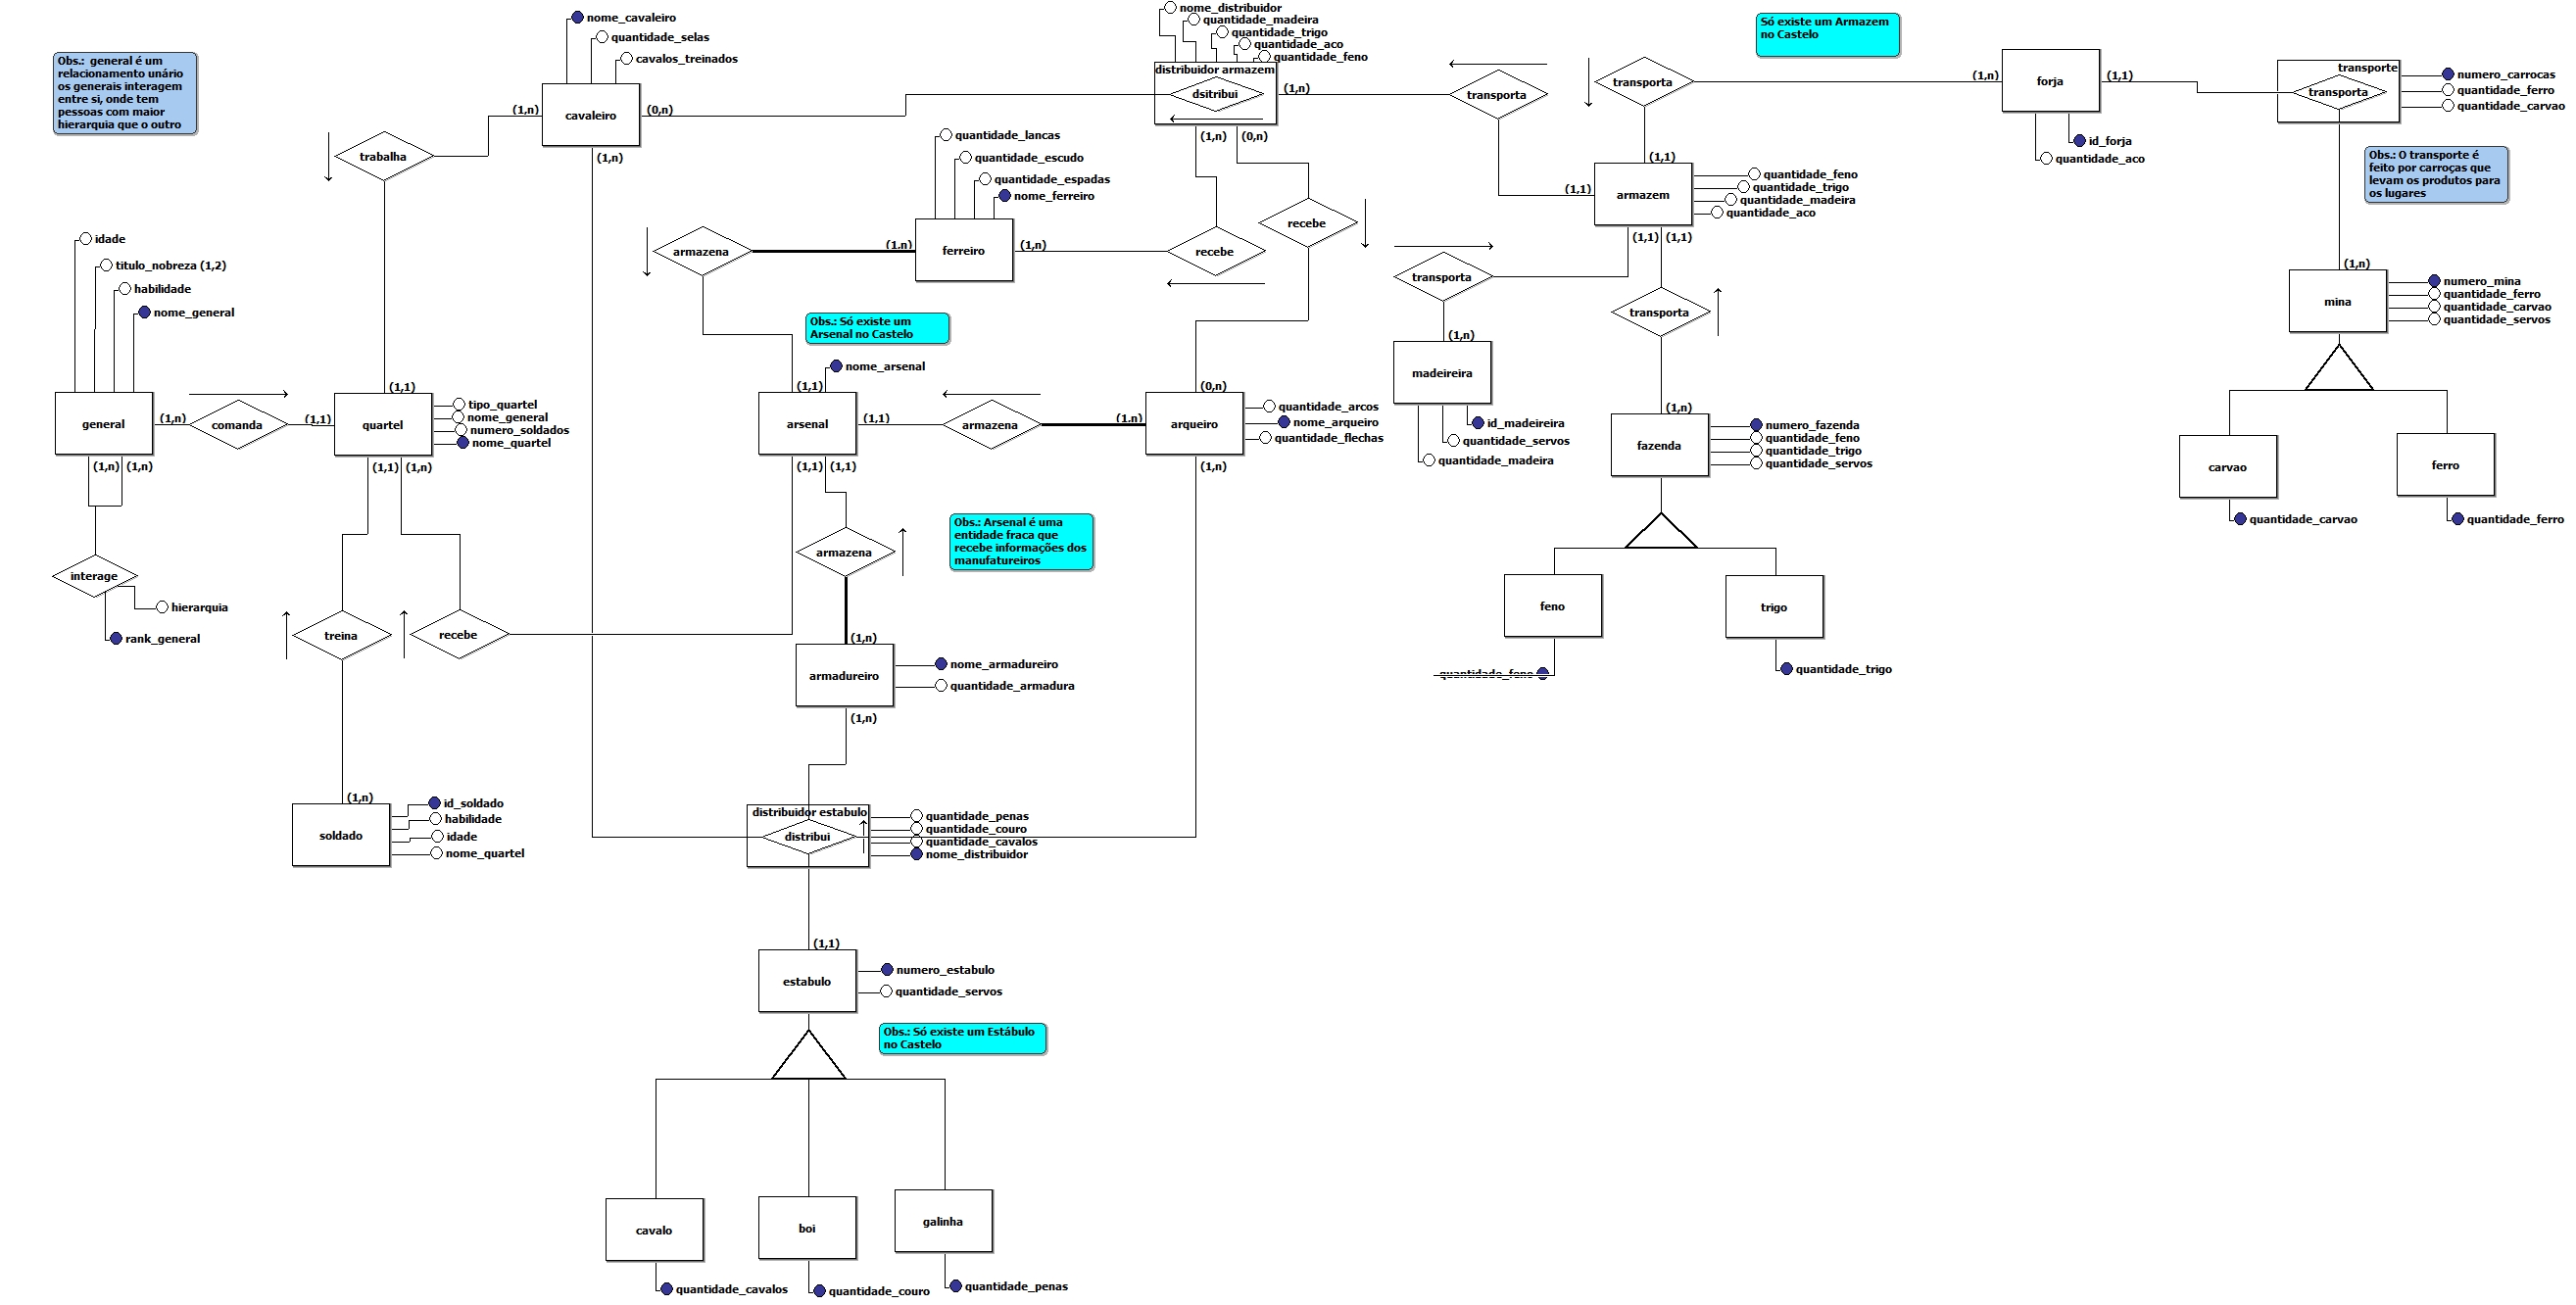 Obs.: general é um
relacionamento unário
os generais interagem
entre si, onde tem
pessoas com maior
hierarquia que o outro
nome_cavaleiro
quantidade_selas
cavalos_treinados
(1,n)
cavaleiro
(0,n)
(1,n)
trabalha
nome_distribuidor
quantidade_madeira
quantidade_trigo
quantidade_aco
quantidade_feno
distribuidor armazem
dsitribui
(1,n)
(1,n)
(0,n)
transporta
Só existe um Armazem
no Castelo
transporta
(1,n)
forja
(1,1)
id_forja
quantidade_aco
transporte
transporta
numero_carrocas
quantidade_ferro
quantidade_carvao
Obs.: O transporte é
feito por carroças que
levam os produtos para
os lugares
quantidade_lancas
quantidade_escudo
quantidade_espadas
nome_ferreiro
armazena
(1,n)
ferreiro
(1,n)
recebe
recebe
(1,1)
(1,1)
armazem
quantidade_feno
quantidade_trigo
quantidade_madeira
quantidade_aco
(1,1)
(1,1)
transporta
transporta
(1,n)
mina
numero_mina
quantidade_ferro
quantidade_carvao
quantidade_servos
idade
titulo_nobreza (1,2)
habilidade
nome_general
general
(1,n)
comanda
(1,1)
(1,1)
quartel
tipo_quartel
nome_general
numero_soldados
nome_quartel
(1,n)
(1,n)
(1,1)
(1,n)
Obs.: Só existe um
Arsenal no Castelo
nome_arsenal
(1,1)
arsenal
(1,1)
armazena
(1,n)
(0,n)
arqueiro
quantidade_arcos
nome_arqueiro
quantidade_flechas
(1,1)
(1,1)
(1,n)
(1,n)
madeireira
id_madeireira
quantidade_servos
quantidade_madeira
(1,n)
fazenda
numero_fazenda
quantidade_feno
quantidade_trigo
quantidade_servos
carvao
quantidade_carvao
ferro
quantidade_ferro
interage
hierarquia
rank_general
treina
recebe
armazena
Obs.: Arsenal é uma
entidade fraca que
recebe informações dos
manufatureiros
feno
quantidade_feno
trigo
quantidade_trigo
(1,n)
armadureiro
nome_armadureiro
quantidade_armadura
(1,n)
(1,n)
soldado
id_soldado
habilidade
idade
nome_quartel
distribuidor estabulo
distribui
quantidade_penas
quantidade_couro
quantidade_cavalos
nome_distribuidor
(1,1)
estabulo
numero_estabulo
quantidade_servos
Obs.: Só existe um Estábulo
no Castelo
cavalo
boi
galinha
quantidade_cavalos
quantidade_couro
quantidade_penas